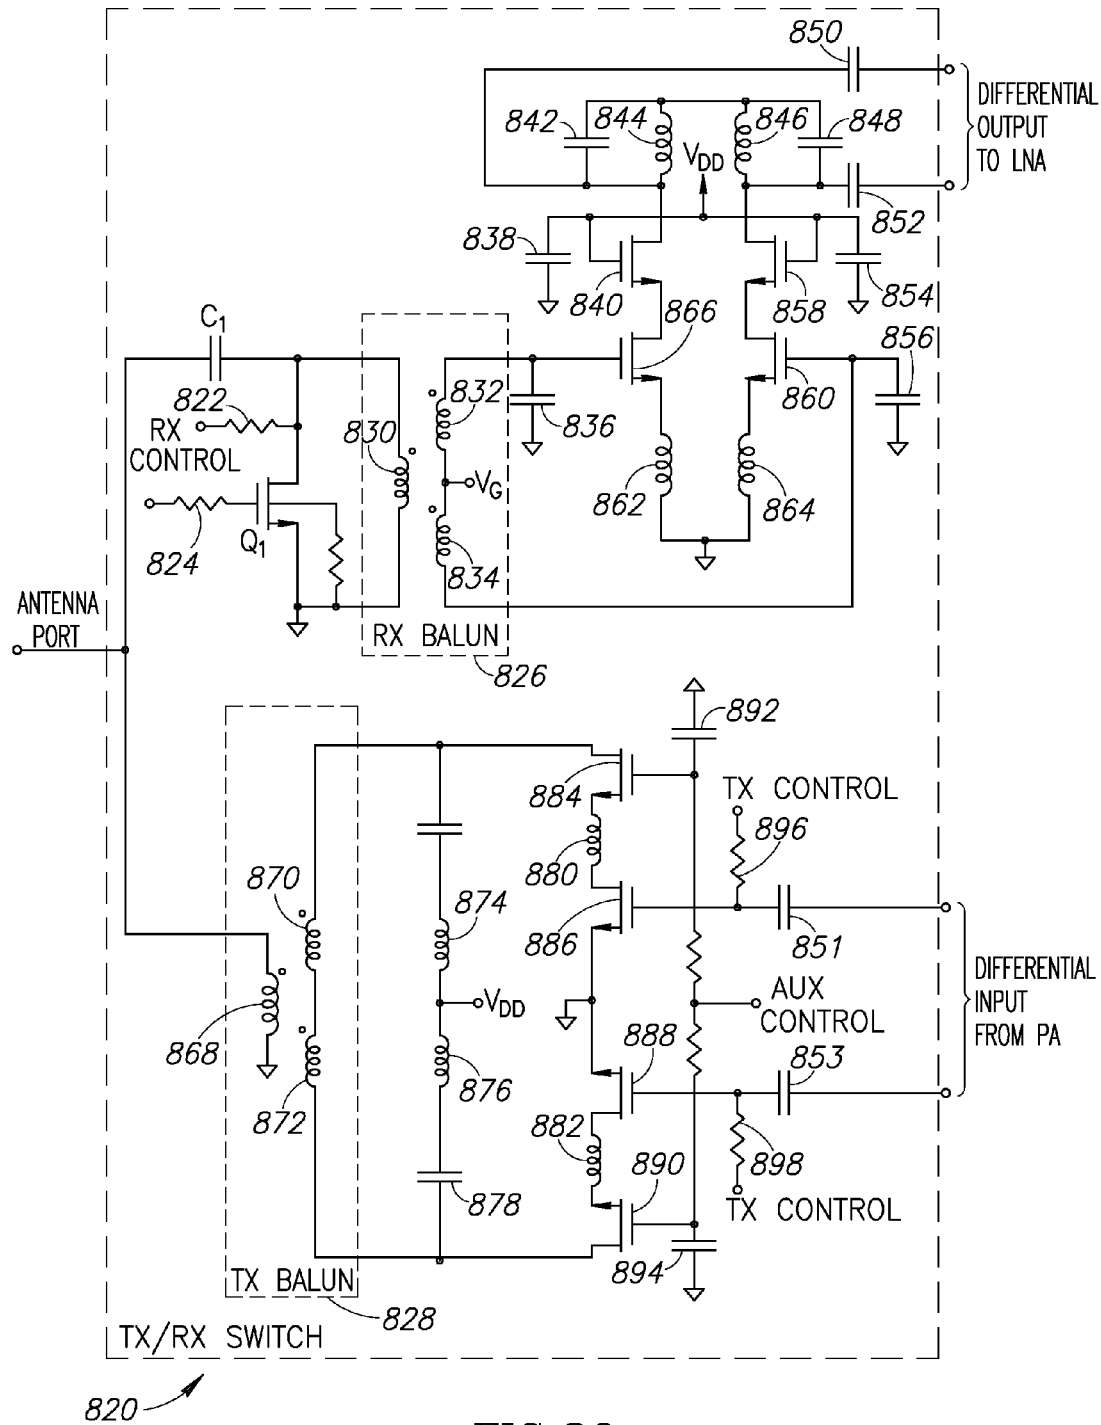 850
DIFFERENTIAL
OUTPUT
TO LNA
842
844
846
848
VDD
852
838
840
858
854
866
856
C1
822
RX
CONTROL
830
832
836
860
VG
862
864
824
Q1
834
ANTENNA
PORT
RX BALUN
826
892
884
TX CONTROL
896
880
870
874
886
851
VDD
AUX
CONTROL
DIFFERENTIAL
INPUT
FROM PA
868
888
853
872
876
882
898
890
878
TX CONTROL
894
TX BALUN
828
TX/RX SWITCH
820